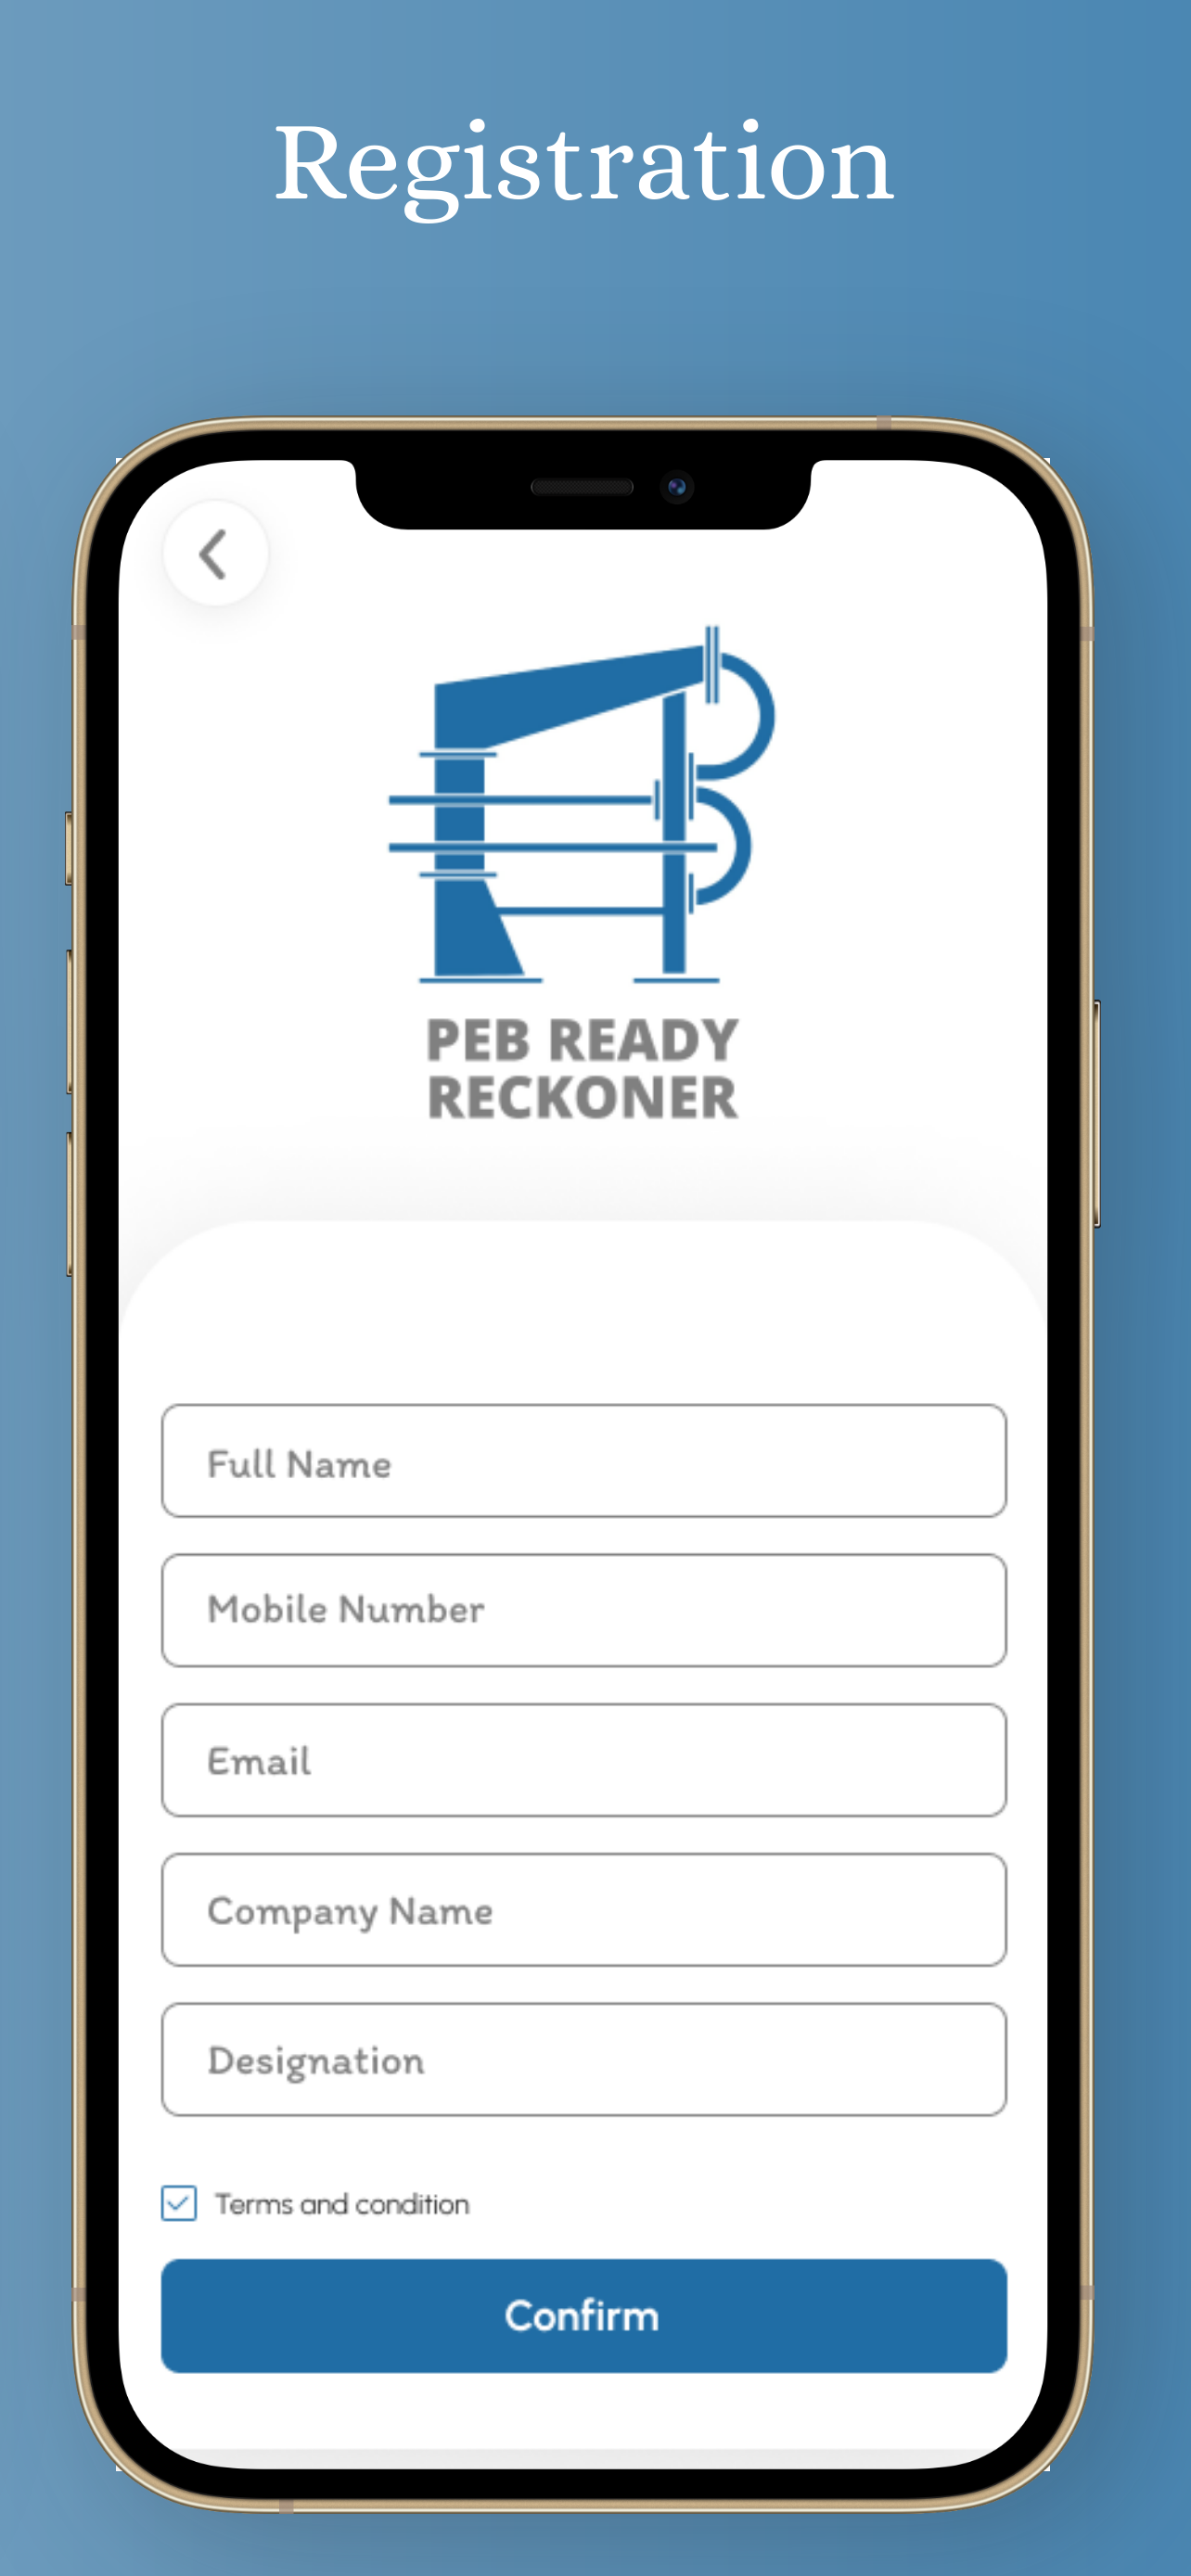 Registration
PEB READY
RECKONER
Full Name
Mobile Number
Email
Company Name
Designation
Terms and condition
Confirm